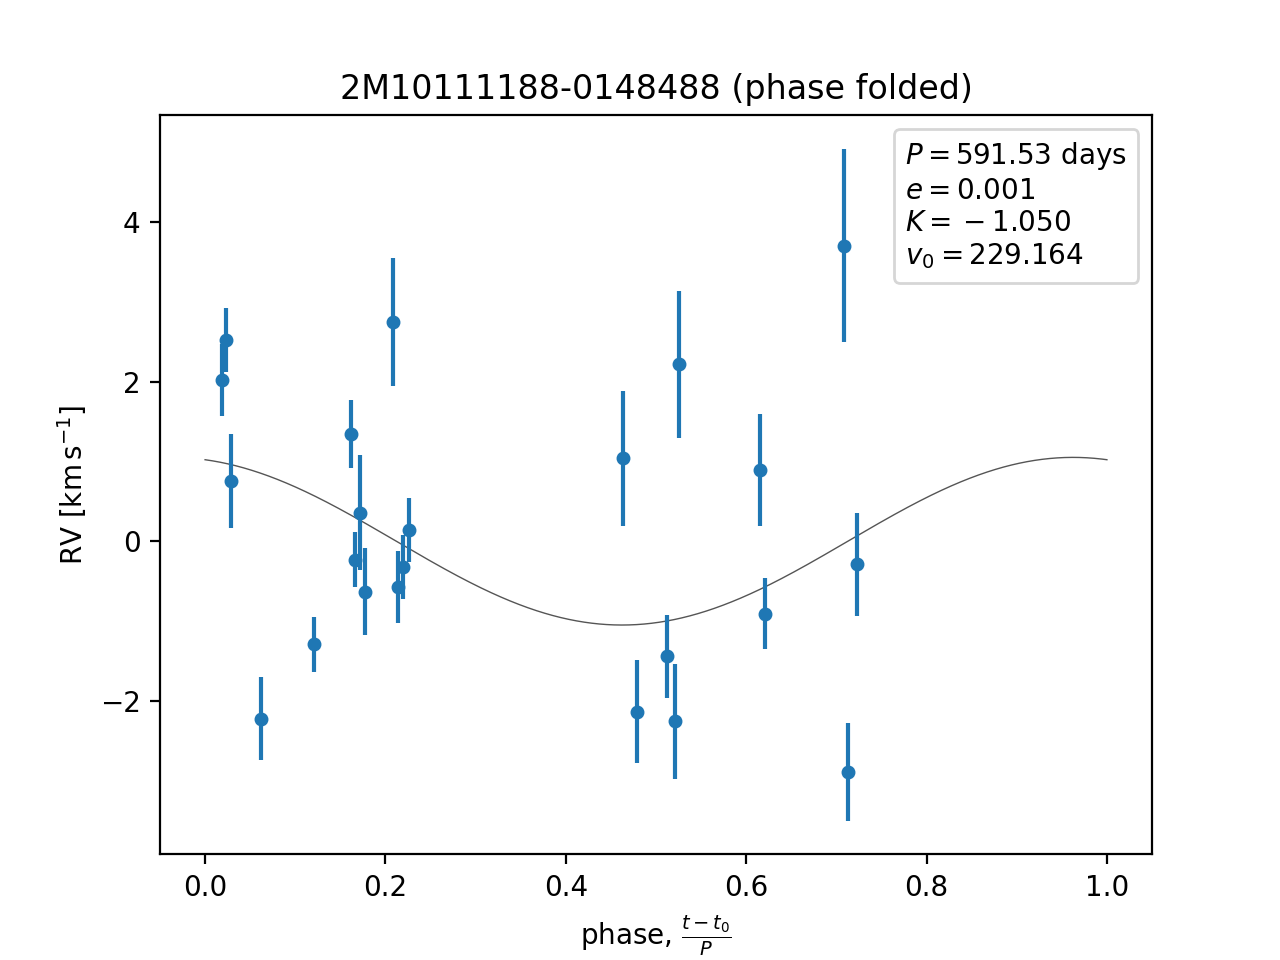 2M10111188-0148488 (phase folded)
P = 591.53 days
e = 0.001
K = −1.050
v₀ = 229.164
4
2
0
−2
RV [km s⁻¹]
0.0 0.2 0.4 0.6 0.8 1.0
phase, (t − t₀)/P